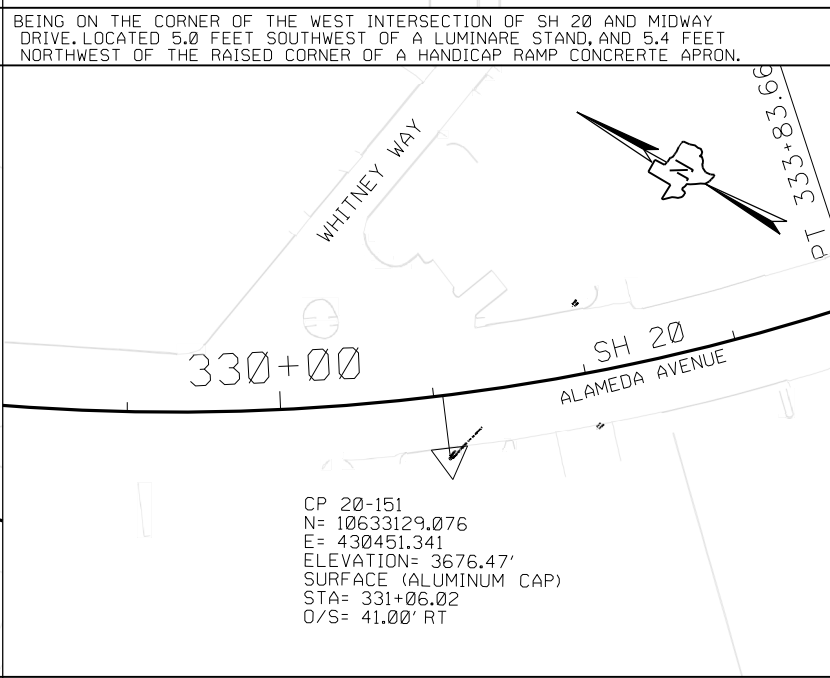 BEING ON THE CORNER OF THE WEST INTERSECTION OF SH 20 AND MIDWAY
DRIVE. LOCATED 5.0 FEET SOUTHWEST OF A LUMINARE STAND, AND 5.4 FEET
NORTHWEST OF THE RAISED CORNER OF A HANDICAP RAMP CONCRERTE APRON.
WHITNEY WAY
PT 333+83.66
330+00
SH 20
ALAMEDA AVENUE
CP 20-151
N= 10633129.076
E= 430451.341
ELEVATION= 3676.47'
SURFACE (ALUMINUM CAP)
STA= 331+06.02
O/S= 41.00' RT